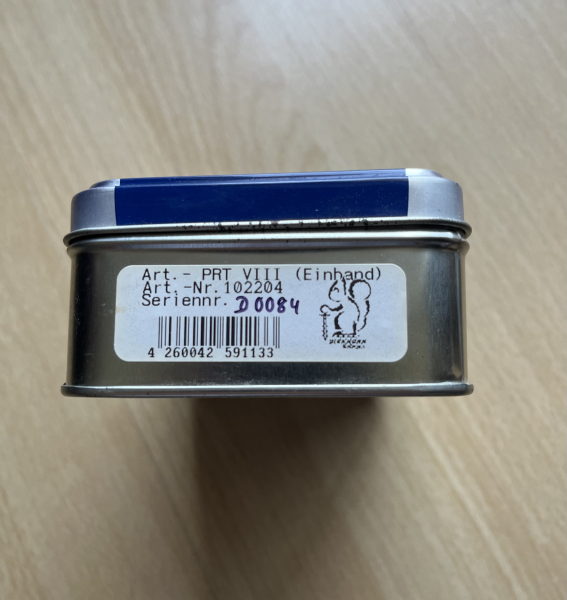 Art.- PRT VIII (Einhand)
Art.-Nr.102204
Seriennr. D0084
4 260042 591133